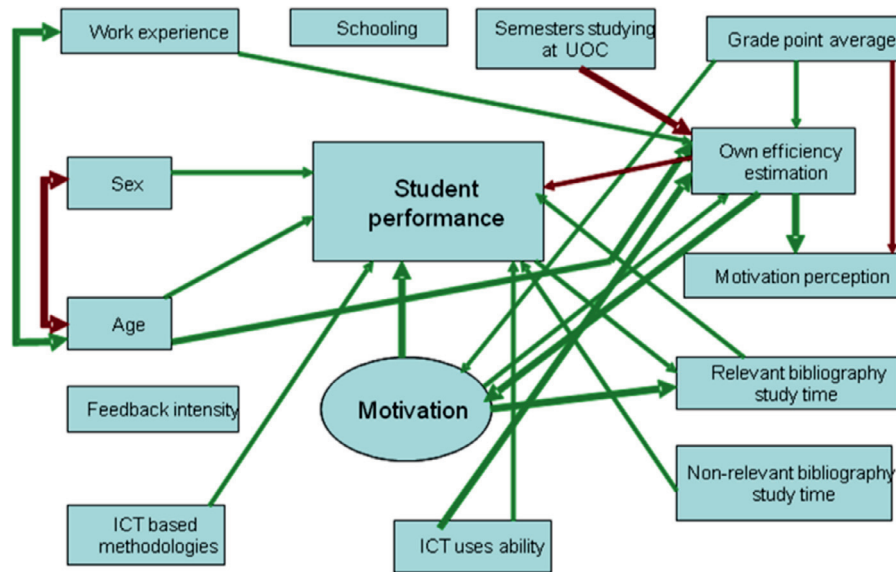 Work experience
Schooling
Semesters studying
at UOC
Grade point average
Sex
Student
performance
Own efficiency
estimation
Motivation perception
Age
Feedback intensity
Motivation
Relevant bibliography
study time
Non-relevant bibliography
study time
ICT based
methodologies
ICT uses ability